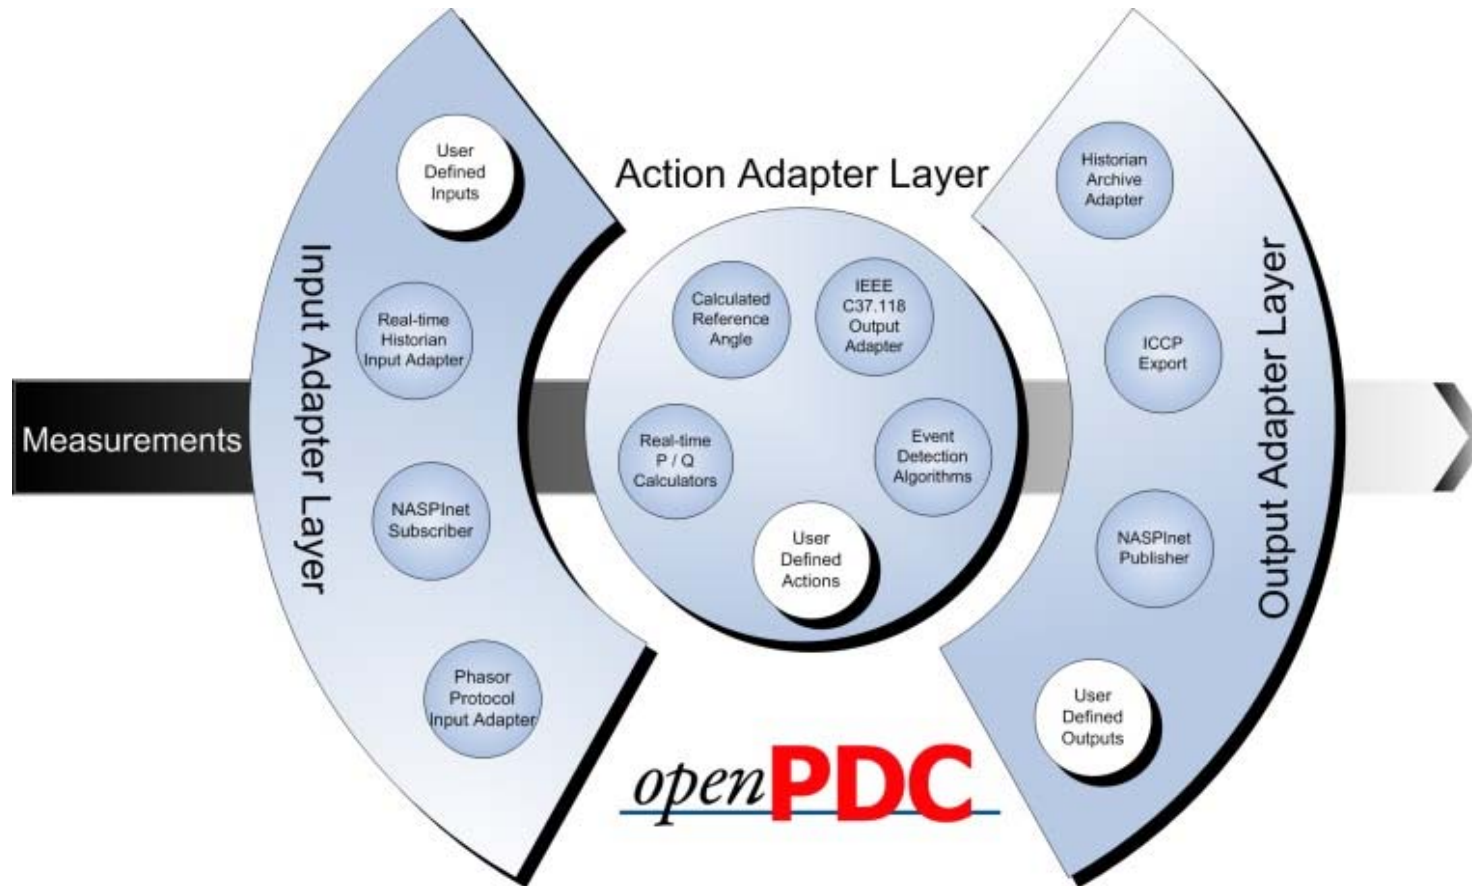 Measurements
Input Adapter Layer
User
Defined
Inputs
Real-time
Historian
Input Adapter
NASPInet
Subscriber
Phasor
Protocol
Input Adapter
Action Adapter Layer
Calculated
Reference
Angle
IEEE
C37.118
Output
Adapter
Real-time
P / Q
Calculators
Event
Detection
Algorithms
User
Defined
Actions
Output Adapter Layer
Historian
Archive
Adapter
ICCP
Export
NASPInet
Publisher
User
Defined
Outputs
openPDC